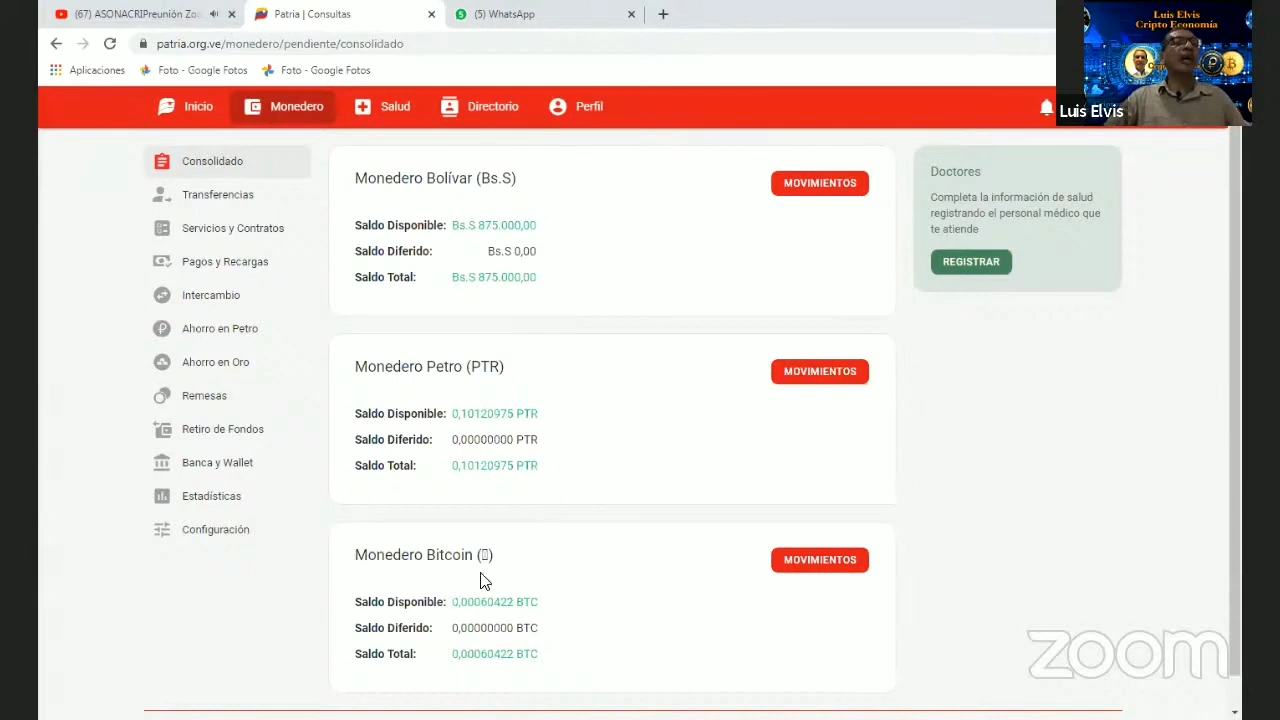 (67) ASONACRIPreunión Zo
Patria | Consultas
(5) WhatsApp
patria.org.ve/monedero/pendiente/consolidado
Aplicaciones
Foto - Google Fotos
Foto - Google Fotos
Luis Elvis
Cripto Economía
Luis Elvis
Inicio
Monedero
Salud
Directorio
Perfil
Consolidado
Transferencias
Servicios y Contratos
Pagos y Recargas
Intercambio
Ahorro en Petro
Ahorro en Oro
Remesas
Retiro de Fondos
Banca y Wallet
Estadísticas
Configuración
Monedero Bolívar (Bs.S)
MOVIMIENTOS
Saldo Disponible: Bs.S 875.000,00
Saldo Diferido: Bs.S 0,00
Saldo Total: Bs.S 875.000,00
Monedero Petro (PTR)
MOVIMIENTOS
Saldo Disponible: 0,10120975 PTR
Saldo Diferido: 0,00000000 PTR
Saldo Total: 0,10120975 PTR
Monedero Bitcoin (▯)
MOVIMIENTOS
Saldo Disponible: 0,00060422 BTC
Saldo Diferido: 0,00000000 BTC
Saldo Total: 0,00060422 BTC
Doctores
Completa la información de salud
registrando el personal médico que
te atiende
REGISTRAR
zoom